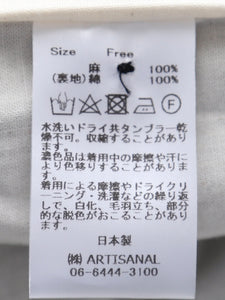 Size Free
麻 100%
(裏地)綿 100%
水洗いドライ共タンブラー乾
燥不可。収縮することがあり
ます。
濃色品は着用中の摩擦や汗に
より色移りすることがありま
す。
着用による摩擦やドライクリ
ーニング・洗濯などの繰り返し
で、白化、毛羽立ち、部分
的な脱色がおこることがあり
ます。
日本製
㈱ ARTISANAL
06-6444-3100